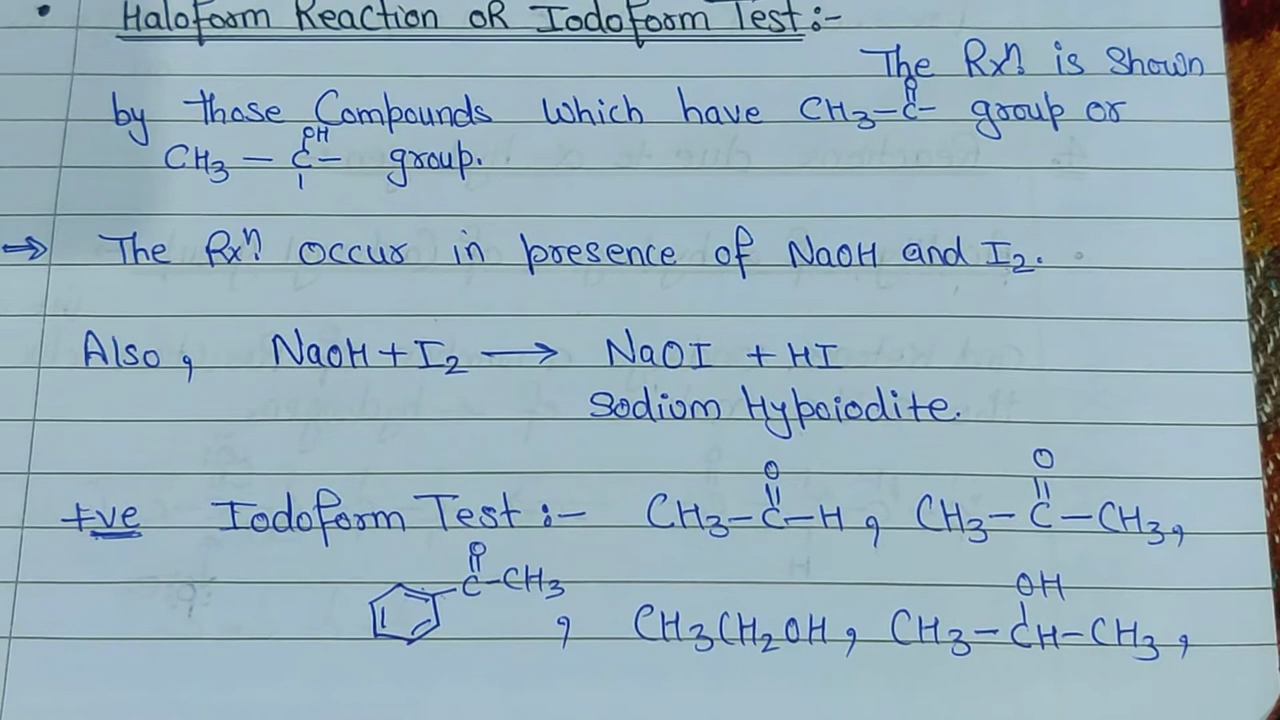 • Haloform Reaction OR Iodoform Test :-
The Rxn is shown
by those Compounds which have CH3-C- group or
O
CH3 - C - group.
OH
⇒ The Rxn occur in presence of NaOH and I2.
Also, NaOH + I2 → NaOI + HI
Sodium Hypoiodite.
O O
+ve Iodoform Test :- CH3-C-H, CH3-C-CH3,
O
C-CH3
OH
, CH3CH2OH, CH3-CH-CH3,